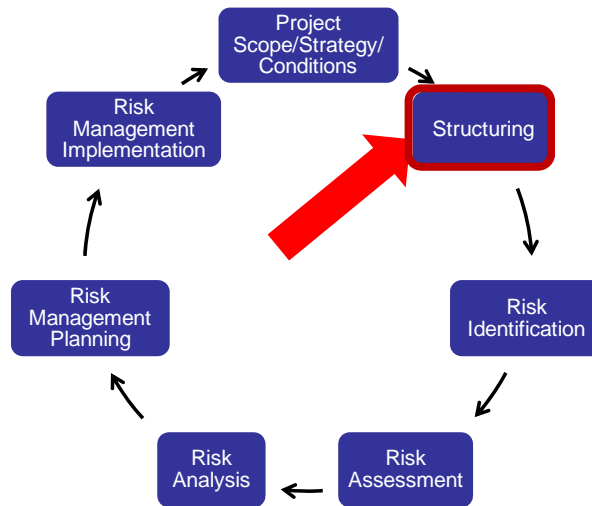 Project
Scope/Strategy/
Conditions
Structuring
Risk
Identification
Risk
Assessment
Risk
Analysis
Risk
Management
Planning
Risk
Management
Implementation